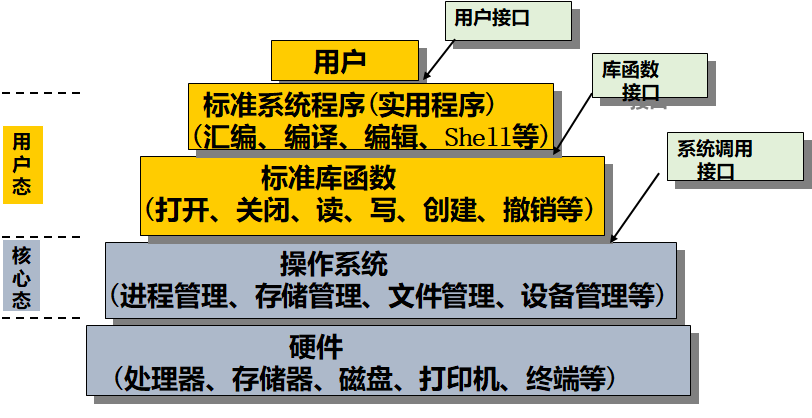 用户接口
用户
库函数
接口
标准系统程序(实用程序)
(汇编、编译、编辑、Shell等)
系统调用
接口
用户态
标准库函数
(打开、关闭、读、写、创建、撤销等)
核心态
操作系统
(进程管理、存储管理、文件管理、设备管理等)
硬件
(处理器、存储器、磁盘、打印机、终端等)